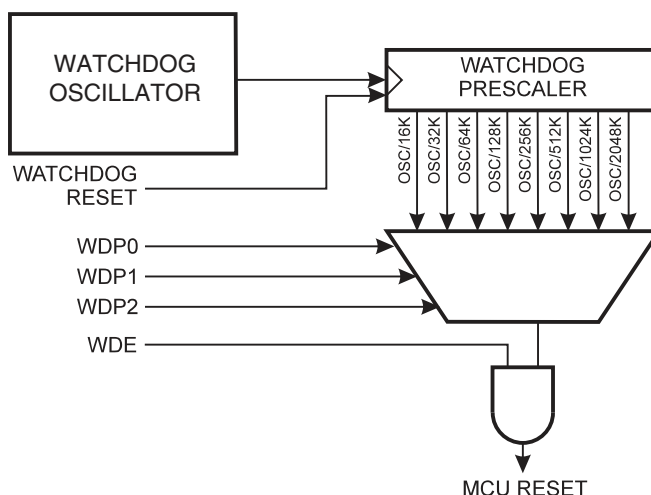 WATCHDOG
OSCILLATOR
WATCHDOG
PRESCALER
OSC/16K
OSC/32K
OSC/64K
OSC/128K
OSC/256K
OSC/512K
OSC/1024K
OSC/2048K
WATCHDOG
RESET
WDP0
WDP1
WDP2
WDE
MCU RESET